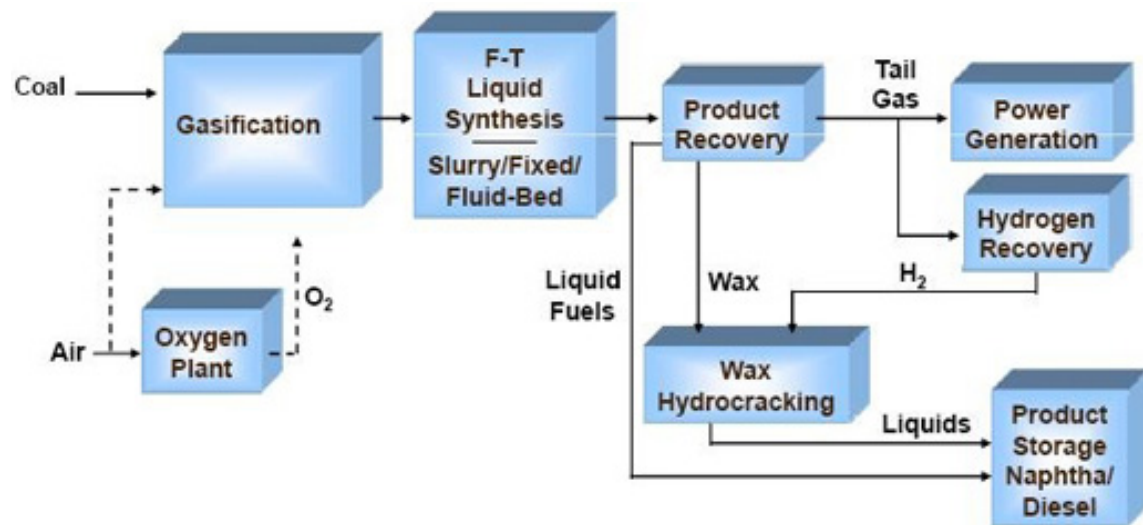 Coal
Gasification
F-T
Liquid
Synthesis
Slurry/Fixed/
Fluid-Bed
Product
Recovery
Tail
Gas
Power
Generation
Hydrogen
Recovery
H₂
Liquid
Fuels
Wax
O₂
Air
Oxygen
Plant
Wax
Hydrocracking
Liquids
Product
Storage
Naphtha/
Diesel